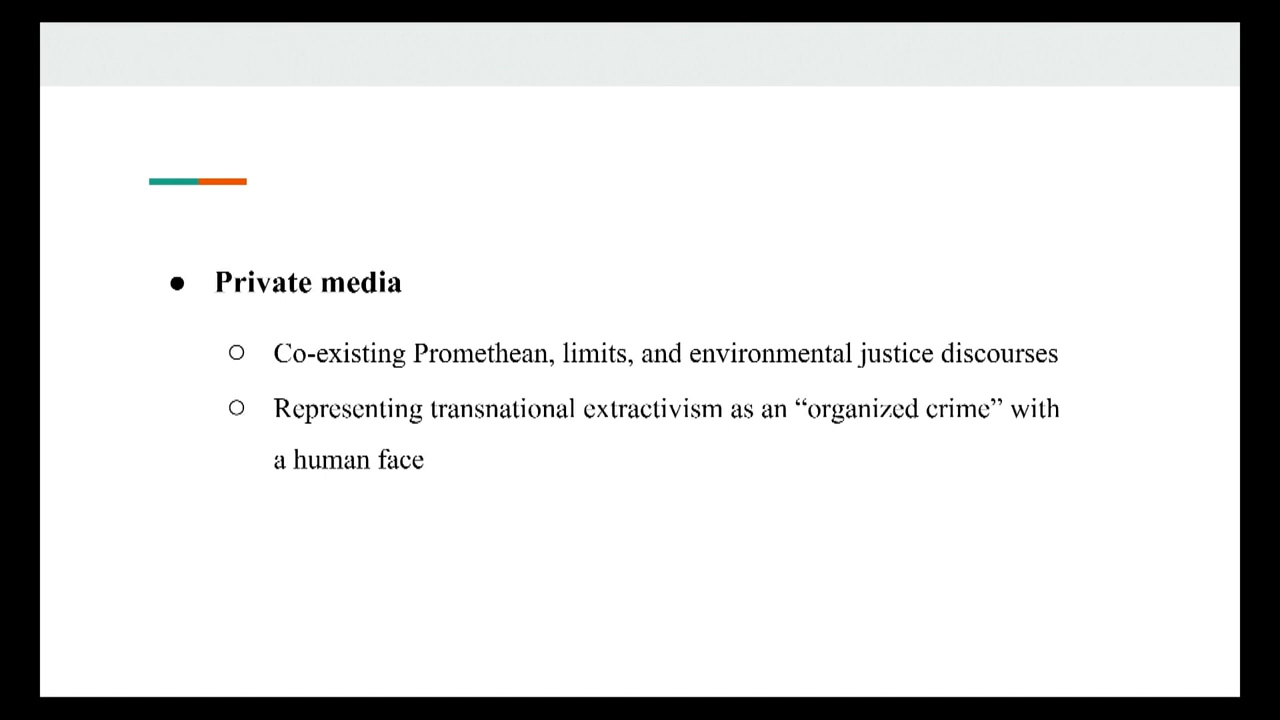 ● Private media
○ Co-existing Promethean, limits, and environmental justice discourses
○ Representing transnational extractivism as an “organized crime” with
a human face